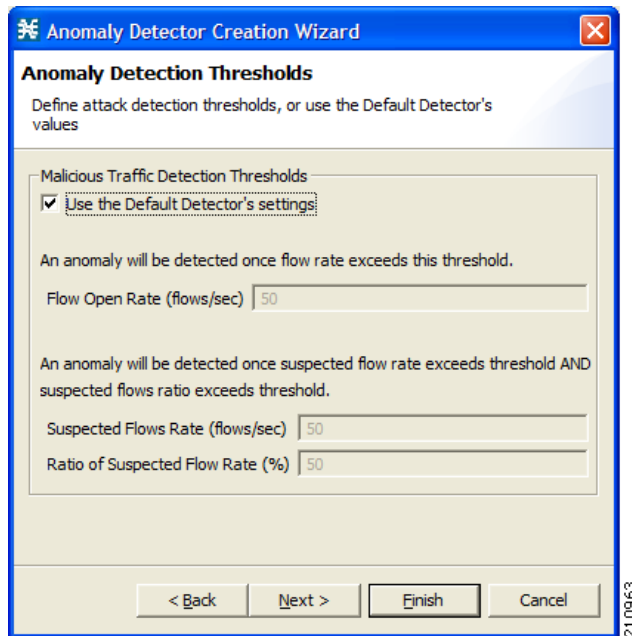 Anomaly Detector Creation Wizard
Anomaly Detection Thresholds
Define attack detection thresholds, or use the Default Detector's
values
Malicious Traffic Detection Thresholds
Use the Default Detector's settings
An anomaly will be detected once flow rate exceeds this threshold.
Flow Open Rate (flows/sec) 50
An anomaly will be detected once suspected flow rate exceeds threshold AND
suspected flows ratio exceeds threshold.
Suspected Flows Rate (flows/sec) 50
Ratio of Suspected Flow Rate (%) 50
< Back Next > Finish Cancel
210963